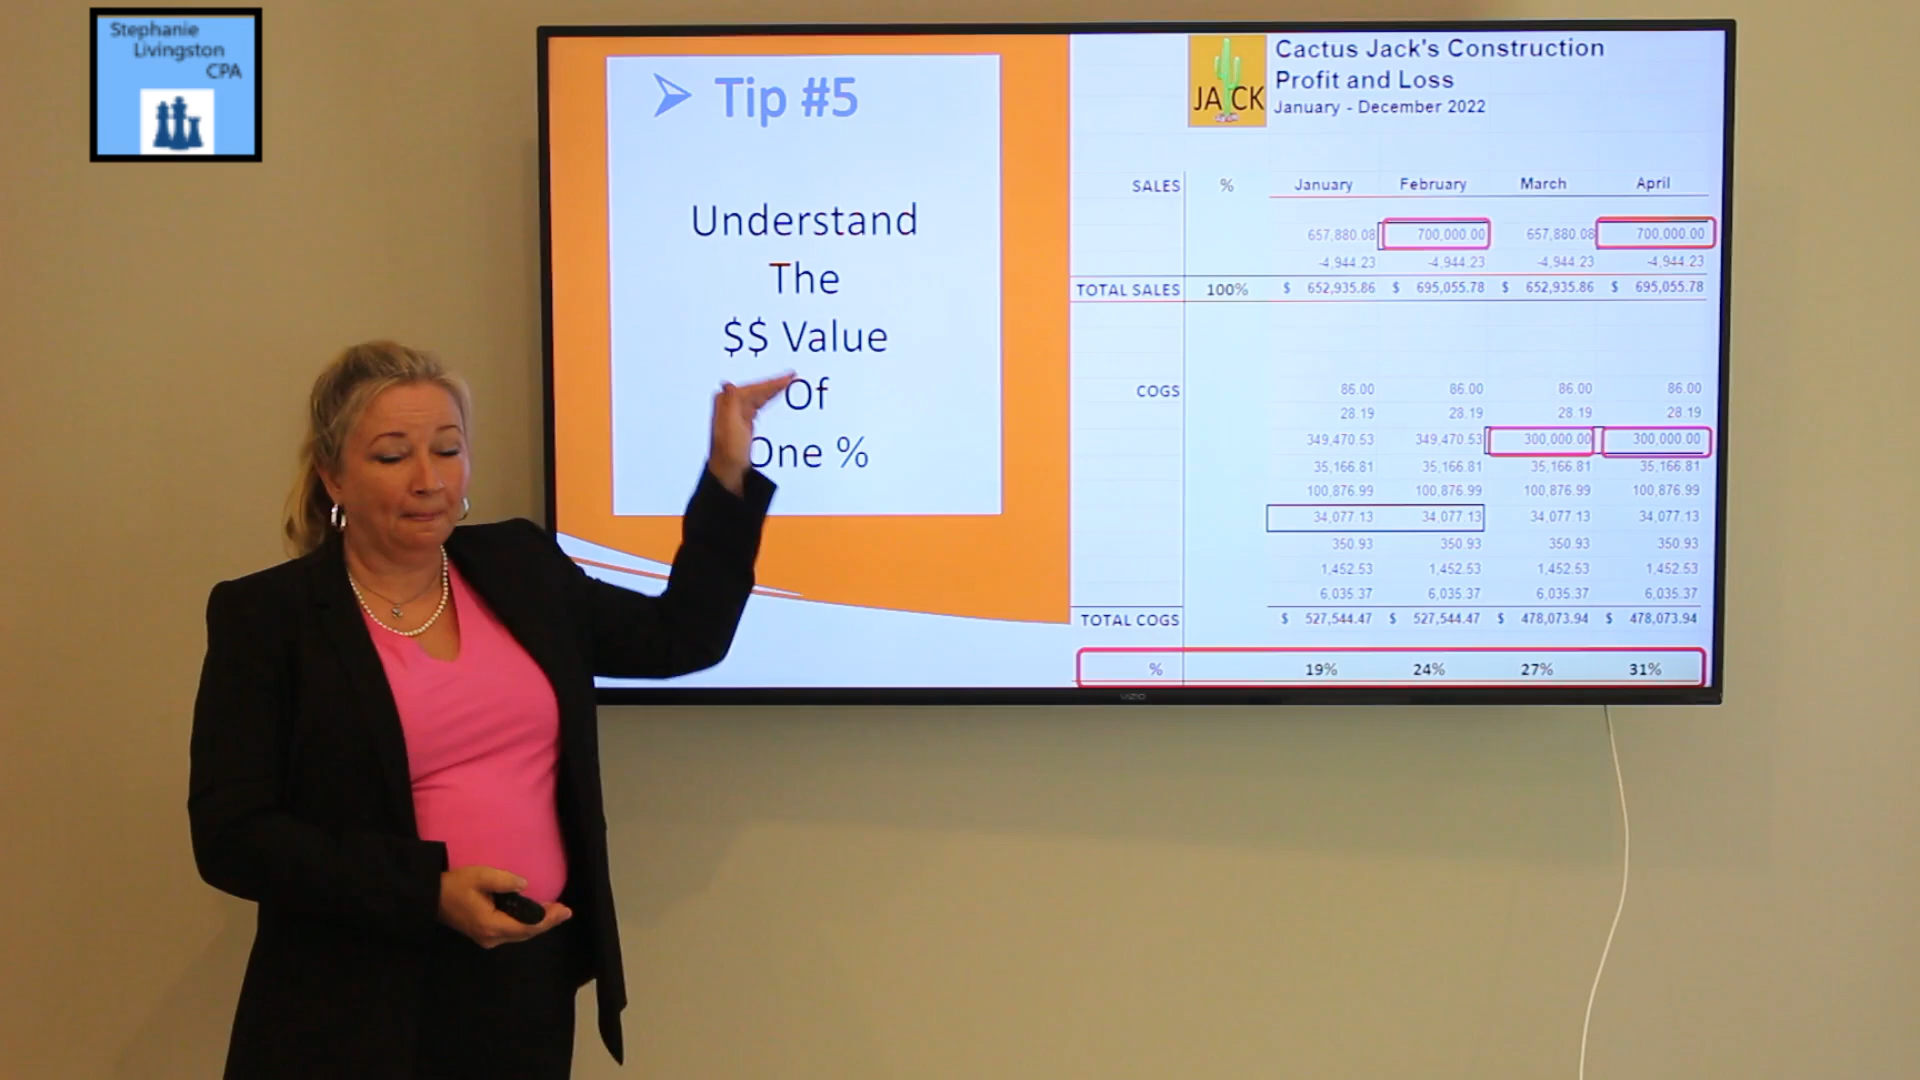 Stephanie
Livingston
CPA
Tip #5
Understand
The
$$ Value
Of
One %
JACK
Cactus Jack's Construction
Profit and Loss
January - December 2022
SALES % January February March April
657,880.08 700,000.00 657,880.08 700,000.00
-4,944.23 -4,944.23 -4,944.23 -4,944.23
TOTAL SALES 100% $ 652,935.86 $ 695,055.78 $ 652,935.86 $ 695,055.78
COGS 86.00 86.00 86.00 86.00
28.19 28.19 28.19 28.19
349,470.53 349,470.53 300,000.00 300,000.00
35,166.81 35,166.81 35,166.81 35,166.81
100,876.99 100,876.99 100,876.99 100,876.99
34,077.13 34,077.13 34,077.13 34,077.13
350.93 350.93 350.93 350.93
1,452.53 1,452.53 1,452.53 1,452.53
6,035.37 6,035.37 6,035.37 6,035.37
TOTAL COGS $ 527,544.47 $ 527,544.47 $ 478,073.94 $ 478,073.94
% 19% 24% 27% 31%
VIZIO